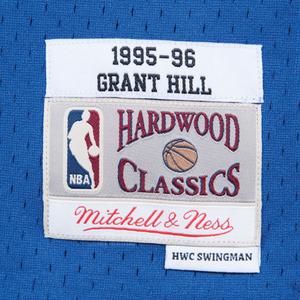 1995-96
GRANT HILL
HARDWOOD
NBA
CLASSICS
Mitchell & Ness
HWC SWINGMAN